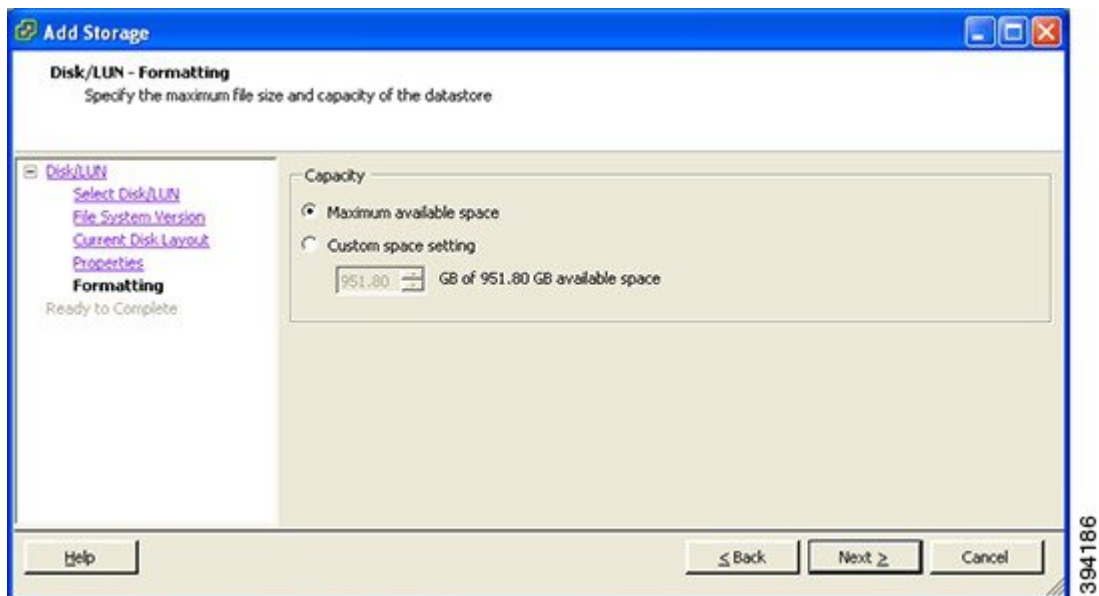 Add Storage
Disk/LUN - Formatting
Specify the maximum file size and capacity of the datastore
Disk/LUN
Select Disk/LUN
File System Version
Current Disk Layout
Properties
Formatting
Ready to Complete
Capacity
Maximum available space
Custom space setting
951.80 GB of 951.80 GB available space
Help
< Back
Next >
Cancel
394186